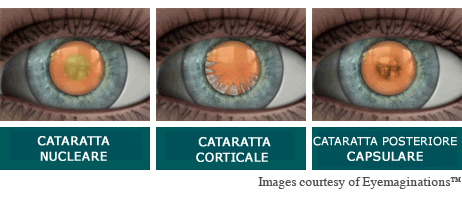 CATARATTA
NUCLEARE
CATARATTA
CORTICALE
CATARATTA POSTERIORE
CAPSULARE
Images courtesy of Eyemaginations™